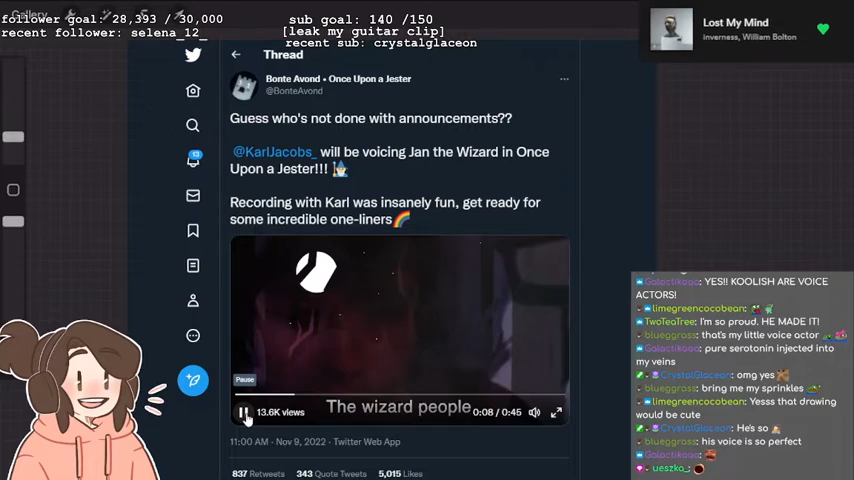 Gallery
follower goal: 28,393 / 30,000
recent follower: selena_12_
sub goal: 140 /150
[leak my guitar clip]
recent sub: crystalglaceon
Lost My Mind
inverness, William Bolton
Thread
Bonte Avond • Once Upon a Jester
@BonteAvond
Guess who's not done with announcements??
@KarlJacobs_ will be voicing Jan the Wizard in Once
Upon a Jester!!!
Recording with Karl was insanely fun, get ready for
some incredible one-liners
Pause
13.6K views
The wizard people
0:08 / 0:45
11:00 AM · Nov 9, 2022 · Twitter Web App
837 Retweets 343 Quote Tweets 5,015 Likes
YES!! KOOLISH ARE VOICE
ACTORS!
limegreencocobean:
TwoTeaTree: I'm so proud. HE MADE IT!
blueggrass: that's my little voice actor
pure serotonin injected into
my veins
CrystalGlaceon: omg yes
blueggrass: bring me my sprinkles
limegreencocobean: Yesss that drawing
would be cute
CrystalGlaceon: He's so
blueggrass: his voice is so perfect
ueszko_: